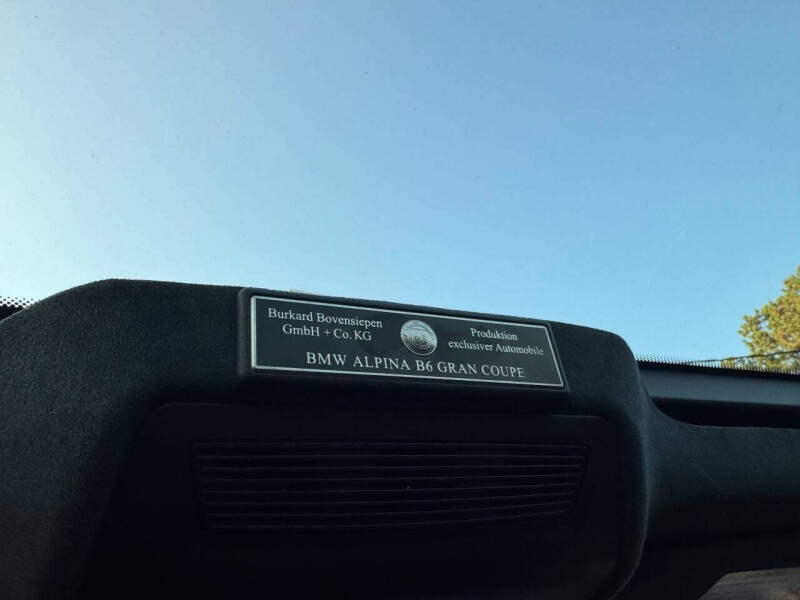 Burkard Bovensiepen
GmbH + Co. KG
Produktion
exclusiver Automobile
BMW ALPINA B6 GRAN COUPE